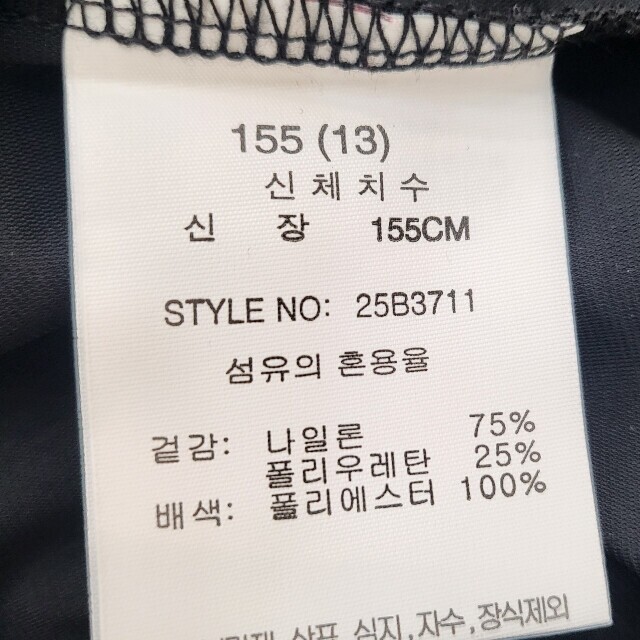 155 (13)
신체치수
신 장 155CM
STYLE NO: 25B3711
섬유의 혼용율
겉감: 나일론 75%
폴리우레탄 25%
배색: 폴리에스터 100%
상표, 심지, 자수, 장식제외